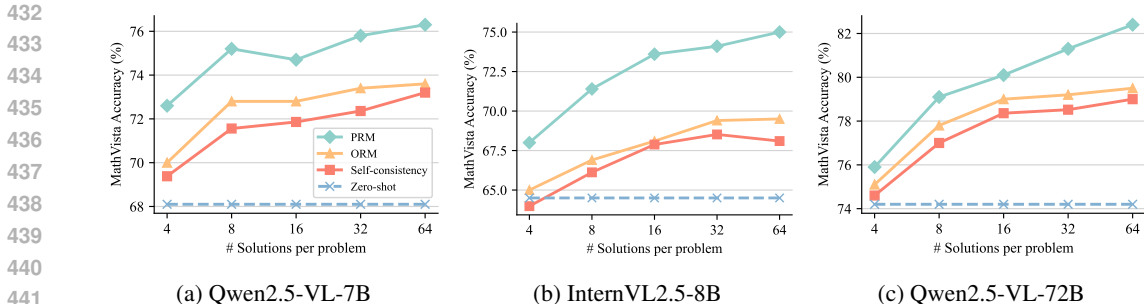 432
433
434
435
436
437
438
439
440
441
MathVista Accuracy (%)
76
74
72
70
68
PRM
ORM
Self-consistency
Zero-shot
4 8 16 32 64
# Solutions per problem
(a) Qwen2.5-VL-7B
MathVista Accuracy (%)
75.0
72.5
70.0
67.5
65.0
4 8 16 32 64
# Solutions per problem
(b) InternVL2.5-8B
MathVista Accuracy (%)
82
80
78
76
74
4 8 16 32 64
# Solutions per problem
(c) Qwen2.5-VL-72B